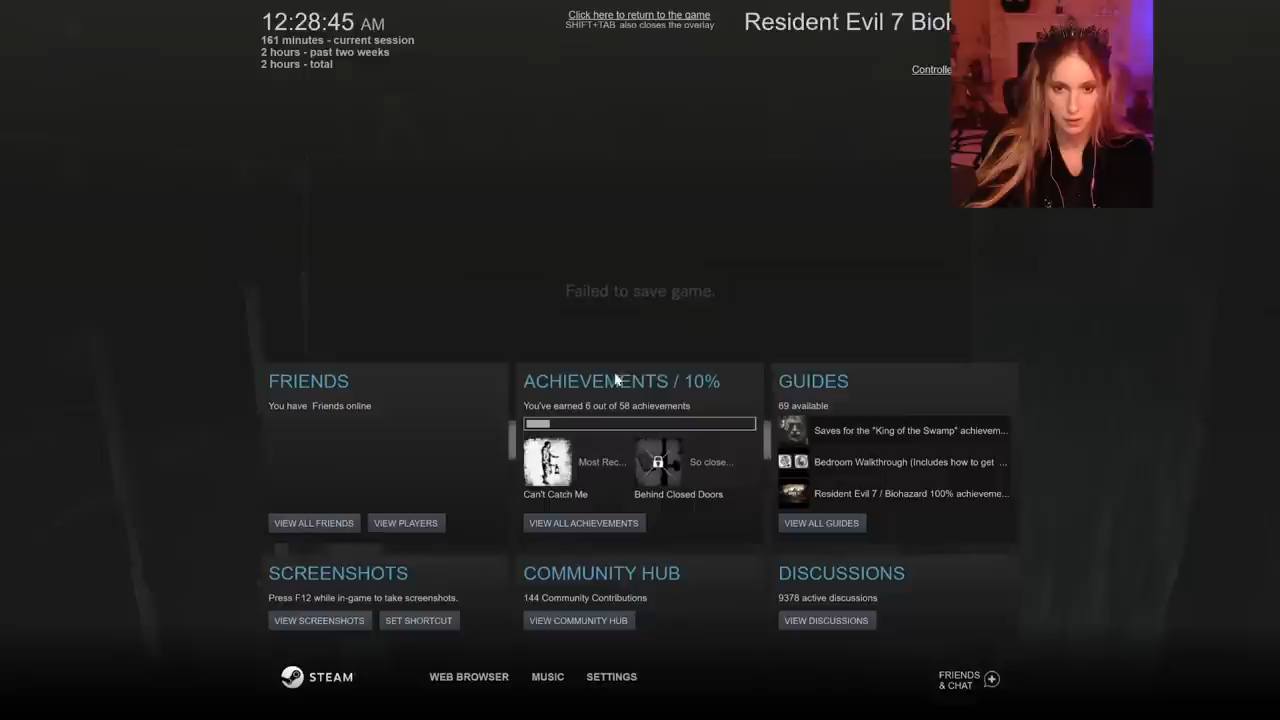 12:28:45 AM
161 minutes - current session
2 hours - past two weeks
2 hours - total
Click here to return to the game
SHIFT+TAB also closes the overlay
Resident Evil 7 Bioh
Controlle
Failed to save game.
FRIENDS
You have Friends online
VIEW ALL FRIENDS VIEW PLAYERS
ACHIEVEMENTS / 10%
You've earned 6 out of 58 achievements
Most Rec... So close...
Can't Catch Me Behind Closed Doors
VIEW ALL ACHIEVEMENTS
GUIDES
69 available
Saves for the "King of the Swamp" achievem...
Bedroom Walkthrough (Includes how to get ...
Resident Evil 7 / Biohazard 100% achieveme...
VIEW ALL GUIDES
SCREENSHOTS
Press F12 while in-game to take screenshots.
VIEW SCREENSHOTS SET SHORTCUT
COMMUNITY HUB
144 Community Contributions
VIEW COMMUNITY HUB
DISCUSSIONS
9378 active discussions
VIEW DISCUSSIONS
STEAM WEB BROWSER MUSIC SETTINGS
FRIENDS
& CHAT